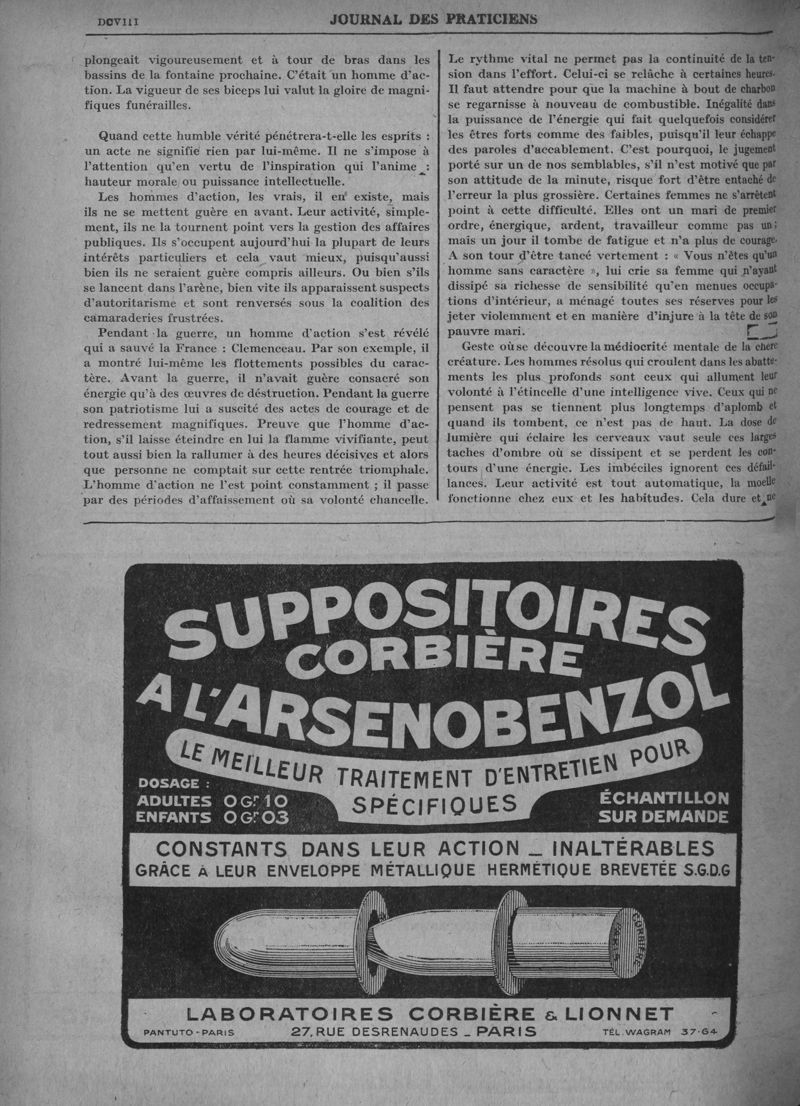 DCVIII
JOURNAL DES PRATICIENS
plongeait vigoureusement et à tour de bras dans les
bassins de la fontaine prochaine. C'était un homme d'ac-
tion. La vigueur de ses biceps lui valut la gloire de magni-
fiques funérailles.
Quand cette humble vérité pénétrera-t-elle les esprits :
un acte ne signifie rien par lui-même. Il ne s'impose à
l'attention qu'en vertu de l'inspiration qui l'anime :
hauteur morale ou puissance intellectuelle.
Les hommes d'action, les vrais, il en existe, mais
ils ne se mettent guère en avant. Leur activité, simple-
ment, ils ne la tournent point vers la gestion des affaires
publiques. Ils s'occupent aujourd'hui la plupart de leurs
intérêts particuliers et cela vaut mieux, puisqu'aussi
bien ils ne seraient guère compris ailleurs. Ou bien s'ils
se lancent dans l'arène, bien vite ils apparaissent suspects
d'autoritarisme et sont renversés sous la coalition des
camaraderies frustrées.
Pendant la guerre, un homme d'action s'est révélé
qui a sauvé la France : Clemenceau. Par son exemple, il
a montré lui-même les flottements possibles du carac-
tère. Avant la guerre, il n'avait guère consacré son
énergie qu'à des œuvres de déstruction. Pendant la guerre
son patriotisme lui a suscité des actes de courage et de
redressement magnifiques. Preuve que l'homme d'ac-
tion, s'il laisse éteindre en lui la flamme vivifiante, peut
tout aussi bien la rallumer à des heures décisives et alors
que personne ne comptait sur cette rentrée triomphale.
L'homme d'action ne l'est point constamment ; il passe
par des périodes d'affaissement où sa volonté chancelle.
Le rythme vital ne permet pas la continuité de la ten-
sion dans l'effort. Celui-ci se relâche à certaines heures.
Il faut attendre pour que la machine à bout de charbon
se regarnisse à nouveau de combustible. Inégalité dans
la puissance de l'énergie qui fait quelquefois considérer
les êtres forts comme des faibles, puisqu'il leur échappe
des paroles d'accablement. C'est pourquoi, le jugement
porté sur un de nos semblables, s'il n'est motivé que par
son attitude de la minute, risque fort d'être entaché de
l'erreur la plus grossière. Certaines femmes ne s'arrêtent
point à cette difficulté. Elles ont un mari de premier
ordre, énergique, ardent, travailleur comme pas un ;
mais un jour il tombe de fatigue et n'a plus de courage.
A son tour d'être tancé vertement : « Vous n'êtes qu'un
homme sans caractère », lui crie sa femme qui n'ayant
dissipé sa richesse de sensibilité qu'en menues occupa-
tions d'intérieur, a ménagé toutes ses réserves pour les
jeter violemment et en manière d'injure à la tête de son
pauvre mari.
Geste où se découvre la médiocrité mentale de la chère
créature. Les hommes résolus qui croulent dans les abatte-
ments les plus profonds sont ceux qui allument leur
volonté à l'étincelle d'une intelligence vive. Ceux qui ne
pensent pas se tiennent plus longtemps d'aplomb et
quand ils tombent, ce n'est pas de haut. La dose de
lumière qui éclaire les cerveaux vaut seule ces larges
taches d'ombre où se dissipent et se perdent les con-
tours d'une énergie. Les imbéciles ignorent ces défail-
lances. Leur activité est tout automatique, la moelle
fonctionne chez eux et les habitudes. Cela dure et ne
SUPPOSITOIRES
CORBIÈRE
A L'ARSENOBENZOL
LE MEILLEUR TRAITEMENT D'ENTRETIEN POUR
SPÉCIFIQUES
DOSAGE :
ADULTES 0 Gr 10
ENFANTS 0 Gr 03
ÉCHANTILLON
SUR DEMANDE
CONSTANTS DANS LEUR ACTION _ INALTÉRABLES
GRÂCE A LEUR ENVELOPPE MÉTALLIQUE HERMÉTIQUE BREVETÉE S.G.D.G
CORBIÈRE
PARIS
LABORATOIRES CORBIÈRE & LIONNET
PANTUTO - PARIS
27, RUE DESRENAUDES _ PARIS
TÉL. WAGRAM 37-64